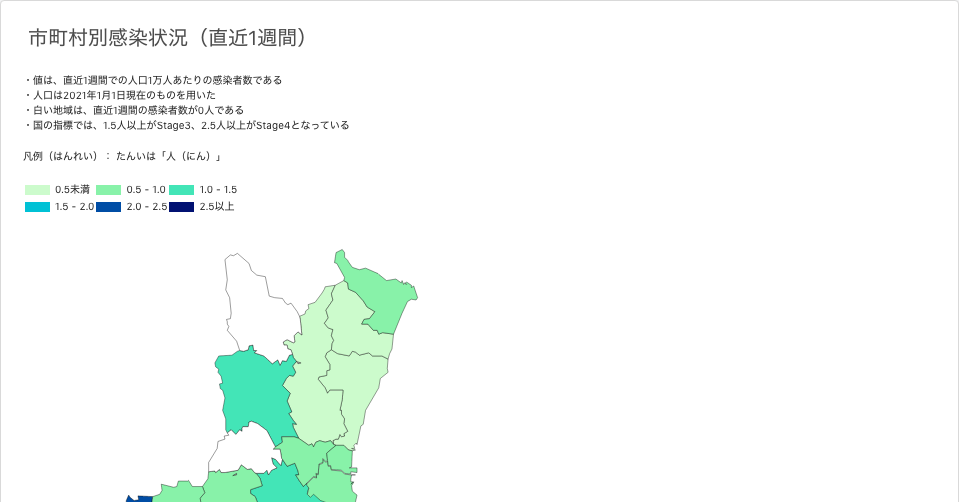 市町村別感染状況（直近1週間）
・値は、直近1週間での人口1万人あたりの感染者数である
・人口は2021年1月1日現在のものを用いた
・白い地域は、直近1週間の感染者数が0人である
・国の指標では、1.5人以上がStage3、2.5人以上がStage4となっている
凡例（はんれい）： たんいは「人（にん）」
0.5未満 0.5 - 1.0 1.0 - 1.5
1.5 - 2.0 2.0 - 2.5 2.5以上